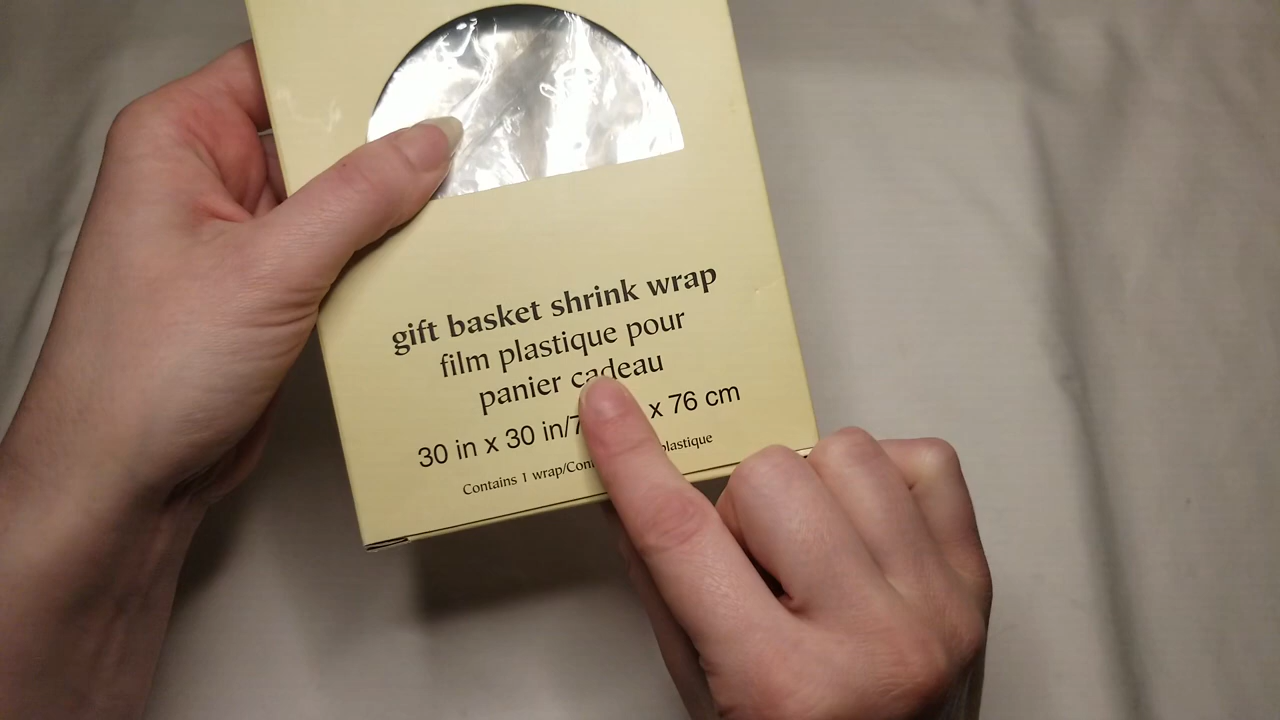 gift basket shrink wrap
film plastique pour
panier cadeau
30 in x 30 in/7 x 76 cm
Contains 1 wrap/Con plastique